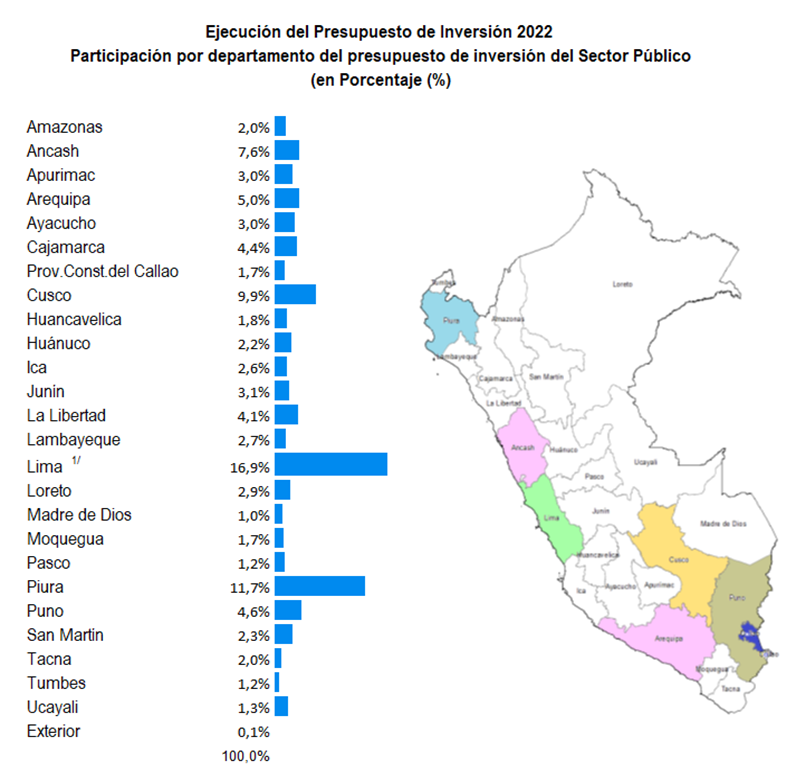 Ejecución del Presupuesto de Inversión 2022
Participación por departamento del presupuesto de inversión del Sector Público
(en Porcentaje (%)
Amazonas 2,0%
Ancash 7,6%
Apurimac 3,0%
Arequipa 5,0%
Ayacucho 3,0%
Cajamarca 4,4%
Prov.Const.del Callao 1,7%
Cusco 9,9%
Huancavelica 1,8%
Huánuco 2,2%
Ica 2,6%
Junín 3,1%
La Libertad 4,1%
Lambayeque 2,7%
Lima 1/ 16,9%
Loreto 2,9%
Madre de Dios 1,0%
Moquegua 1,7%
Pasco 1,2%
Piura 11,7%
Puno 4,6%
San Martin 2,3%
Tacna 2,0%
Tumbes 1,2%
Ucayali 1,3%
Exterior 0,1%
100,0%
Tumbes
Loreto
Piura
Amazonas
Lambayeque
Cajamarca
San Martín
La Libertad
Ancash
Huánuco
Ucayali
Pasco
Lima
Junín
Madre de Dios
Huancavelica
Cusco
Ica
Ayacucho
Apurímac
Puno
Arequipa
Moquegua
Tacna